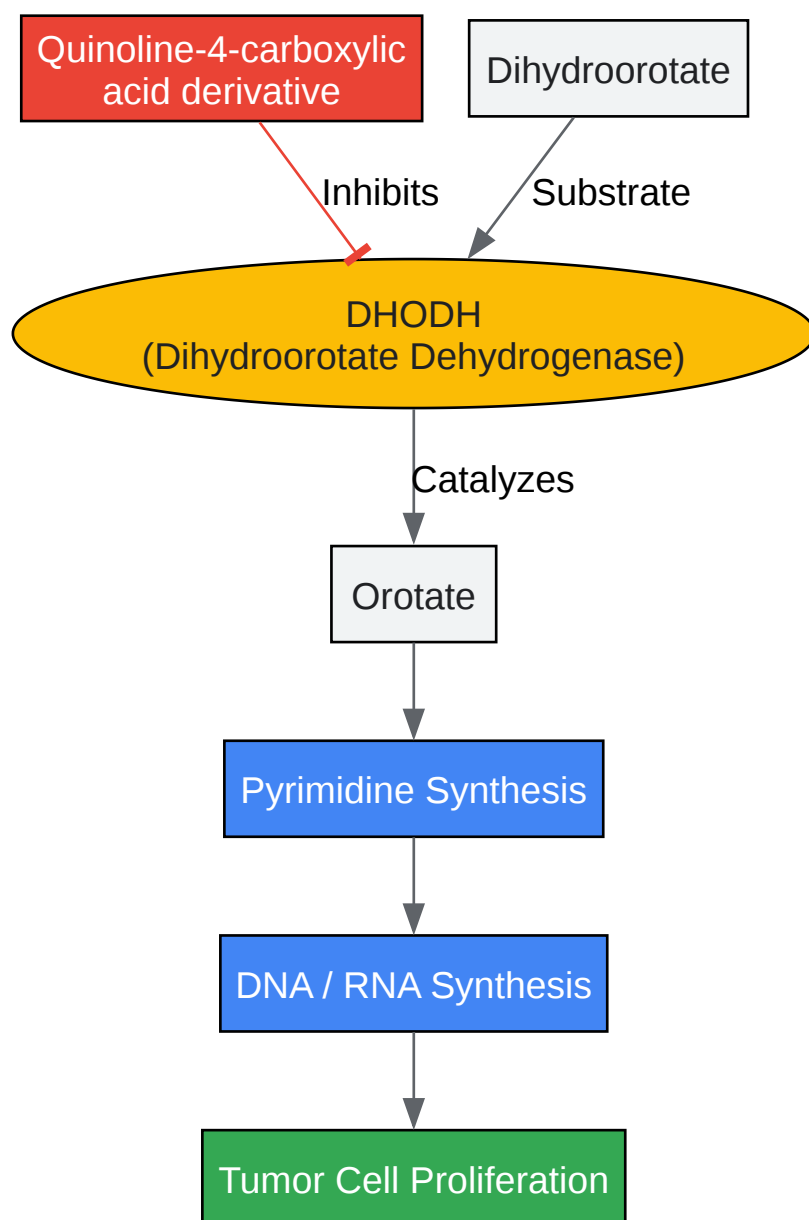 Quinoline-4-carboxylic
acid derivative
Dihydroorotate
Inhibits
Substrate
DHODH
(Dihydroorotate Dehydrogenase)
Catalyzes
Orotate
Pyrimidine Synthesis
DNA / RNA Synthesis
Tumor Cell Proliferation